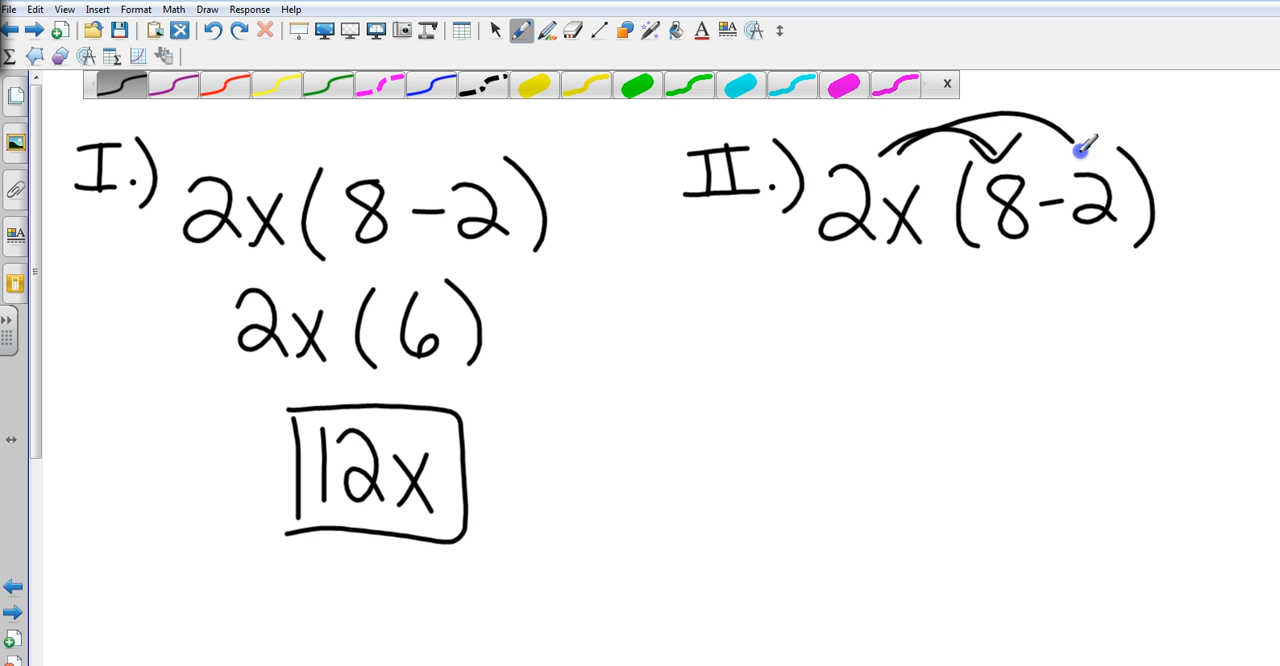 File Edit View Insert Format Math Draw Response Help
Σ
x
I.) 2x(8-2)
2x(6)
12x
II.) 2x(8-2)